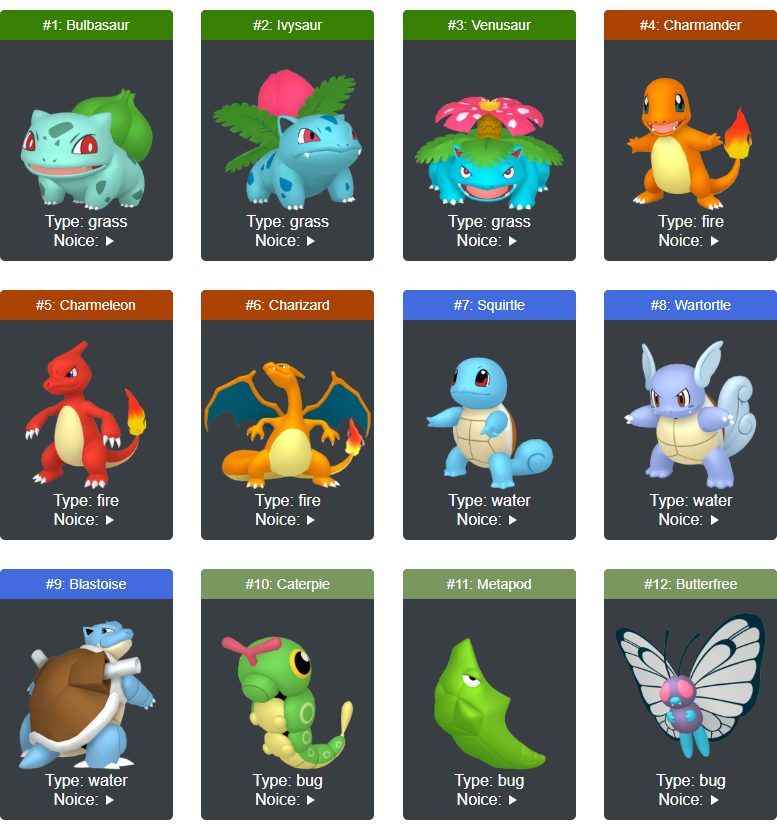 #1: Bulbasaur
Type: grass
Noice:
#2: Ivysaur
Type: grass
Noice:
#3: Venusaur
Type: grass
Noice:
#4: Charmander
Type: fire
Noice:
#5: Charmeleon
Type: fire
Noice:
#6: Charizard
Type: fire
Noice:
#7: Squirtle
Type: water
Noice:
#8: Wartortle
Type: water
Noice:
#9: Blastoise
Type: water
Noice:
#10: Caterpie
Type: bug
Noice:
#11: Metapod
Type: bug
Noice:
#12: Butterfree
Type: bug
Noice: